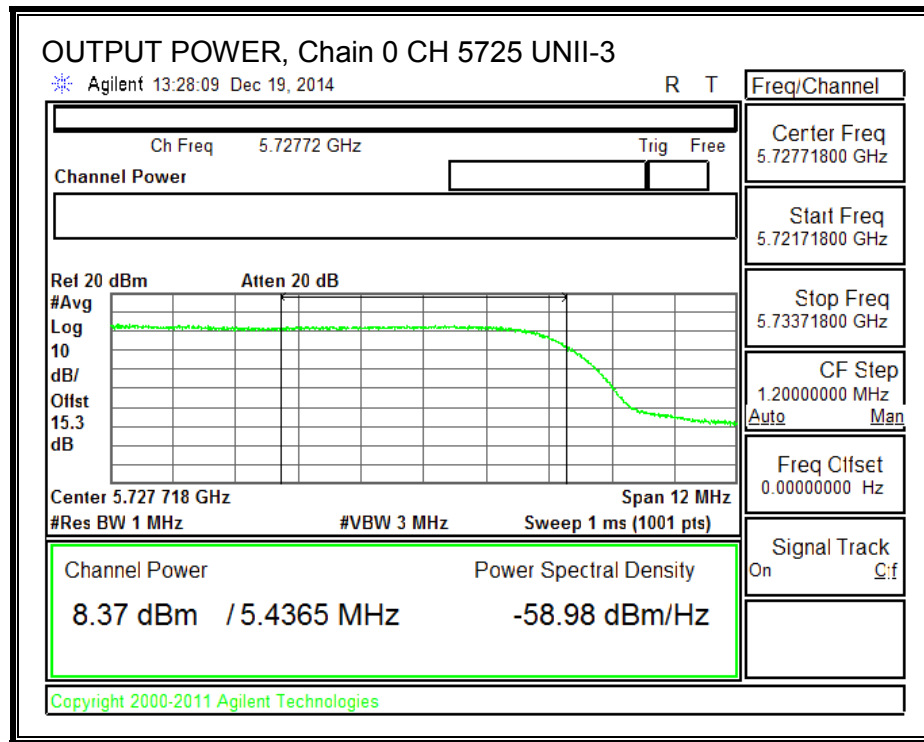 OUTPUT POWER, Chain 0 CH 5725 UNII-3
Agilent 13:28:09 Dec 19, 2014 R T
Freq/Channel
Ch Freq 5.72772 GHz Trig Free
Channel Power
Center Freq
5.72771800 GHz
Start Freq
5.72171800 GHz
Stop Freq
5.73371800 GHz
CF Step
1.20000000 MHz
Auto Man
Freq Offset
0.00000000 Hz
Signal Track
On Off
Ref 20 dBm Atten 20 dB
#Avg
Log
10
dB/
Offst
15.3
dB
Center 5.727 718 GHz Span 12 MHz
#Res BW 1 MHz #VBW 3 MHz Sweep 1 ms (1001 pts)
Channel Power Power Spectral Density
8.37 dBm / 5.4365 MHz -58.98 dBm/Hz
Copyright 2000-2011 Agilent Technologies